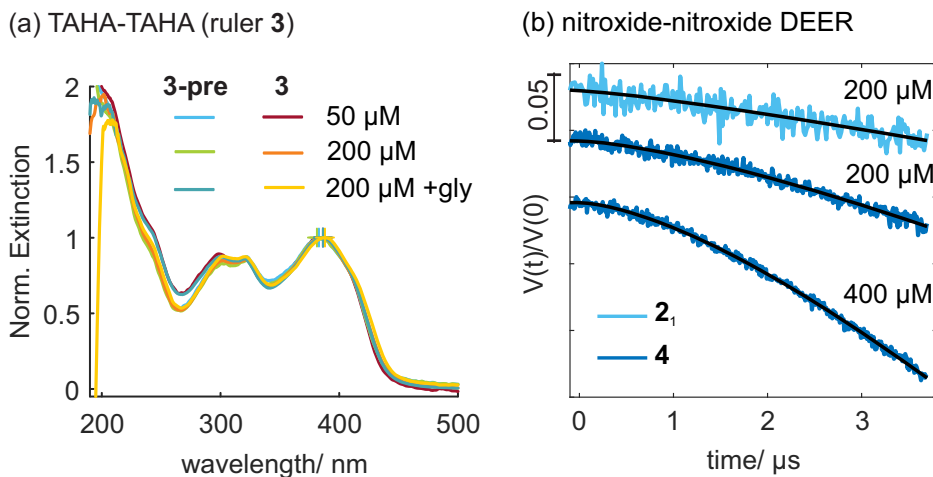 (a) TAHA-TAHA (ruler 3)
3-pre 3
50 µM
200 µM
200 µM +gly
Norm. Extinction
2
1.5
1
0.5
0
200 300 400 500
wavelength/ nm
(b) nitroxide-nitroxide DEER
0.05
200 µM
200 µM
400 µM
2₁
4
V(t)/V(0)
0 1 2 3
time/ µs